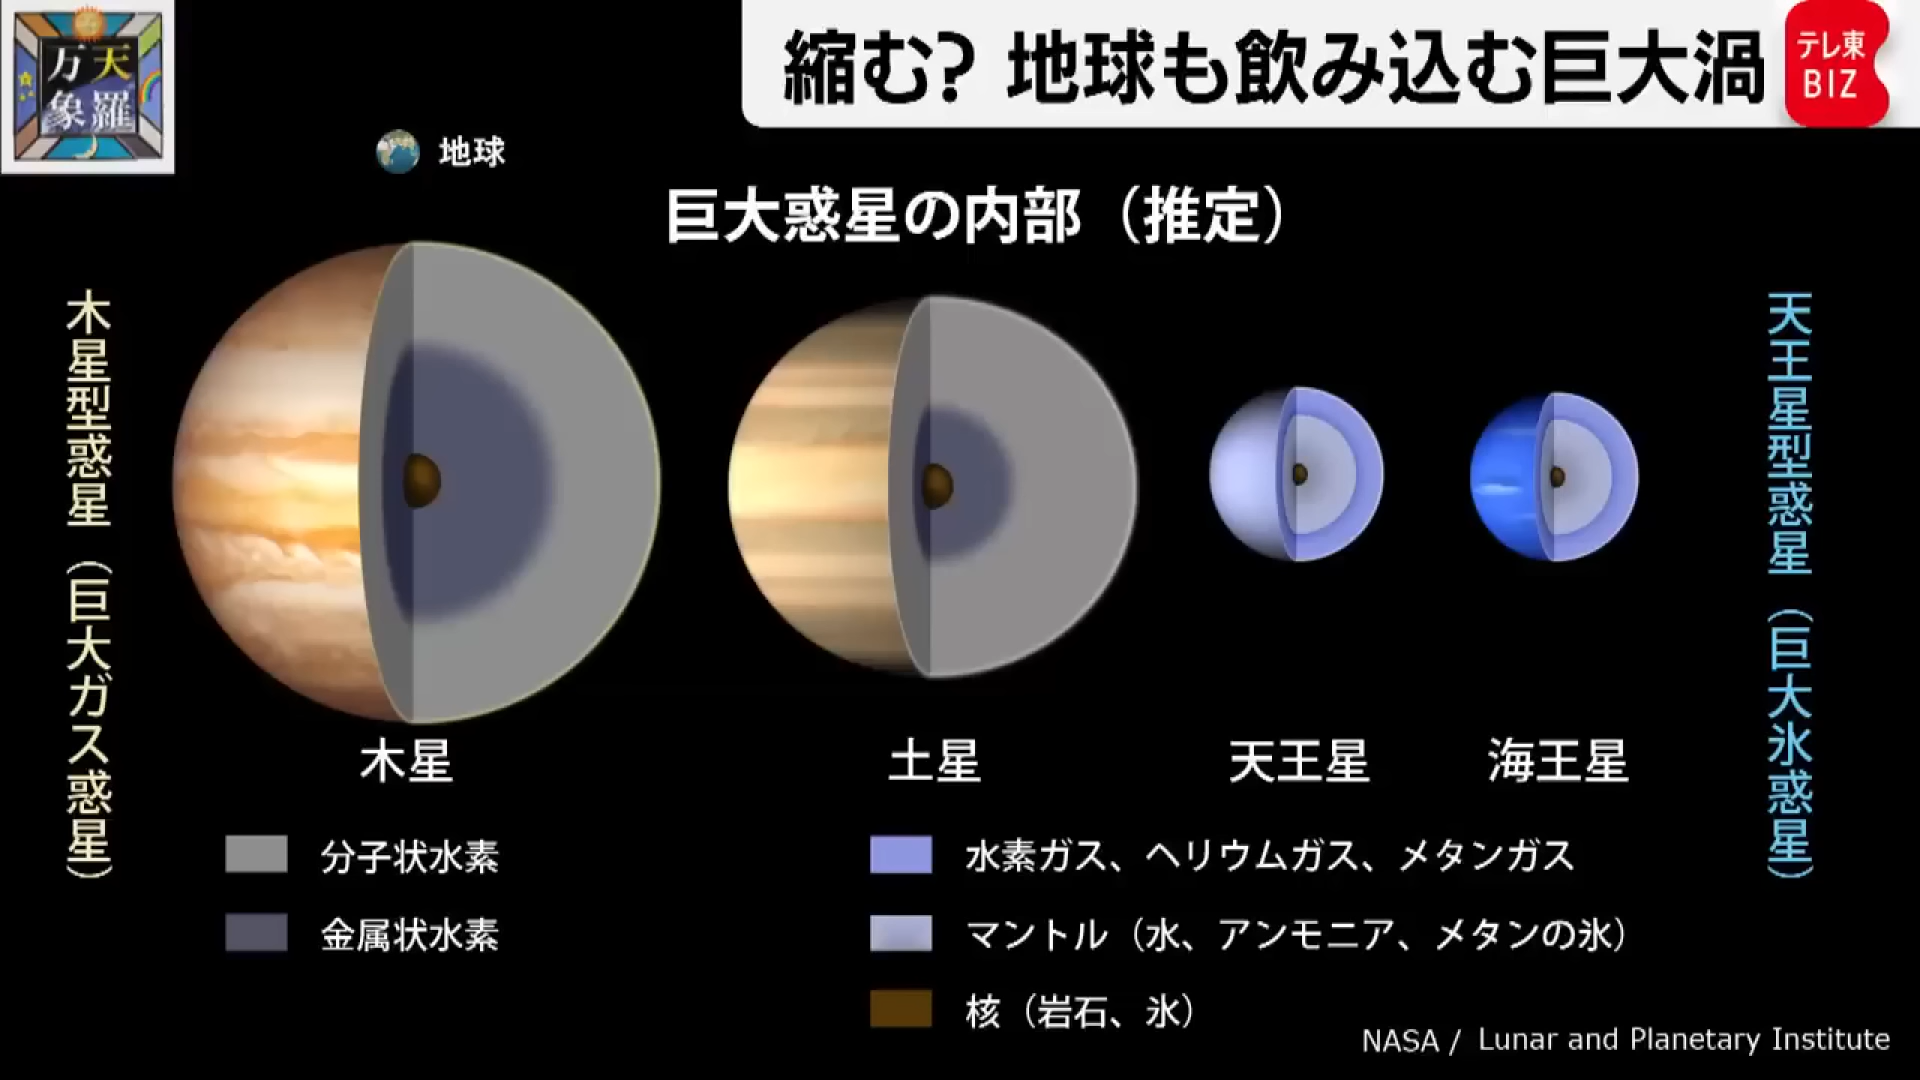 天羅
万象
縮む? 地球も飲み込む巨大渦
テレ東
BIZ
地球
巨大惑星の内部（推定）
木星型惑星（巨大ガス惑星）
天王星型惑星（巨大氷惑星）
木星
土星
天王星
海王星
分子状水素
金属状水素
水素ガス、ヘリウムガス、メタンガス
マントル（水、アンモニア、メタンの氷）
核（岩石、氷）
NASA / Lunar and Planetary Institute